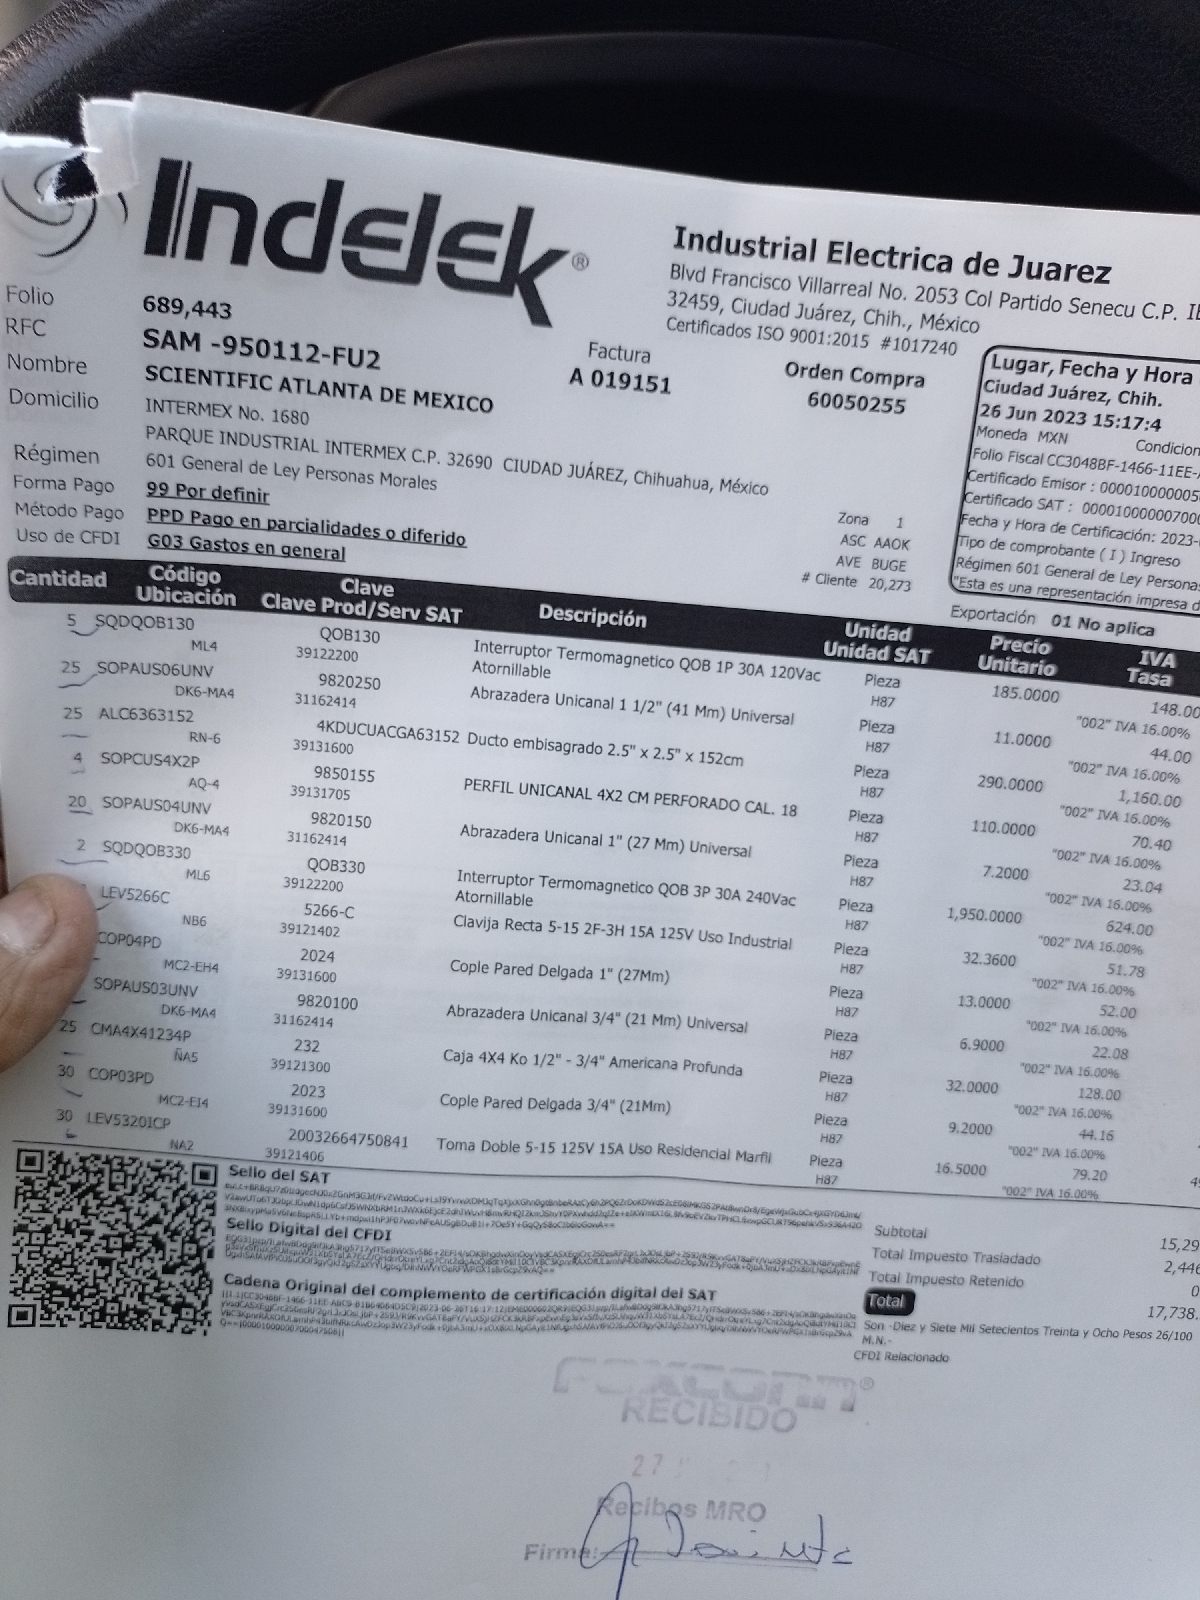 Indelek®
Industrial Electrica de Juarez
Blvd Francisco Villarreal No. 2053 Col Partido Senecu C.P.
32459, Ciudad Juárez, Chih., México
Certificados ISO 9001:2015 #1017240
Folio 689,443
RFC SAM -950112-FU2
Nombre SCIENTIFIC ATLANTA DE MEXICO
Domicilio INTERMEX No. 1680
PARQUE INDUSTRIAL INTERMEX C.P. 32690 CIUDAD JUÁREZ, Chihuahua, México
Régimen 601 General de Ley Personas Morales
Forma Pago 99 Por definir
Método Pago PPD Pago en parcialidades o diferido
Uso de CFDI G03 Gastos en general
Factura
A 019151
Orden Compra
60050255
Zona 1
ASC AAOK
AVE BUGE
# Cliente 20,273
Lugar, Fecha y Hora
Ciudad Juárez, Chih.
26 Jun 2023 15:17:4
Moneda MXN Condicion
Folio Fiscal CC3048BF-1466-11EE-
Certificado Emisor : 0000100000
Certificado SAT : 0000100000070
Fecha y Hora de Certificación: 2023-
Tipo de comprobante ( I ) Ingreso
Régimen 601 General de Ley Persona
"Esta es una representación impresa d
Exportación 01 No aplica
Cantidad Código Ubicación Clave Clave Prod/Serv SAT Descripción Unidad Unidad SAT Precio Unitario IVA Tasa
5 SQDQOB130 QOB130 Interruptor Termomagnetico QOB 1P 30A 120Vac Pieza 185.0000 148.00
ML4 39122200 Atornillable H87 "002" IVA 16.00%
25 SOPAUS06UNV 9820250 Abrazadera Unicanal 1 1/2" (41 Mm) Universal Pieza 11.0000 44.00
DK6-MA4 31162414 H87 "002" IVA 16.00%
25 ALC6363152 4KDUCUACGA63152 Ducto embisagrado 2.5" x 2.5" x 152cm Pieza 290.0000 1,160.00
RN-6 39131600 H87 "002" IVA 16.00%
4 SOPCUS4X2P 9850155 PERFIL UNICANAL 4X2 CM PERFORADO CAL. 18 Pieza 110.0000 70.40
AQ-4 39131705 H87 "002" IVA 16.00%
20 SOPAUS04UNV 9820150 Abrazadera Unicanal 1" (27 Mm) Universal Pieza 7.2000 23.04
DK6-MA4 31162414 H87 "002" IVA 16.00%
2 SQDQOB330 QOB330 Interruptor Termomagnetico QOB 3P 30A 240Vac Pieza 1,950.0000 624.00
ML6 39122200 Atornillable H87 "002" IVA 16.00%
LEV5266C 5266-C Clavija Recta 5-15 2F-3H 15A 125V Uso Industrial Pieza 32.3600 51.78
NB6 39121402 H87 "002" IVA 16.00%
COP04PD 2024 Cople Pared Delgada 1" (27Mm) Pieza 13.0000 52.00
MC2-EH4 39131600 H87 "002" IVA 16.00%
SOPAUS03UNV 9820100 Abrazadera Unicanal 3/4" (21 Mm) Universal Pieza 6.9000 22.08
DK6-MA4 31162414 H87 "002" IVA 16.00%
25 CMA4X41234P 232 Caja 4X4 Ko 1/2" - 3/4" Americana Profunda Pieza 32.0000 128.00
ÑA5 39121300 H87 "002" IVA 16.00%
30 COP03PD 2023 Cople Pared Delgada 3/4" (21Mm) Pieza 9.2000 44.16
MC2-EI4 39131600 H87 "002" IVA 16.00%
30 LEV5320ICP 20032664750841 Toma Doble 5-15 125V 15A Uso Residencial Marfil Pieza 16.5000 79.20
NA2 39121406 H87 "002" IVA 16.00%
Sello del SAT
Sello Digital del CFDI
Cadena Original del complemento de certificación digital del SAT
Subtotal 15,29
Total Impuesto Trasladado 2,446
Total Impuesto Retenido 0
Total 17,738.
Son -Diez y Siete Mil Setecientos Treinta y Ocho Pesos 26/100
M.N.-
CFDI Relacionado
FOXCONN®
RECIBIDO
27
Recibos MRO
Firma: